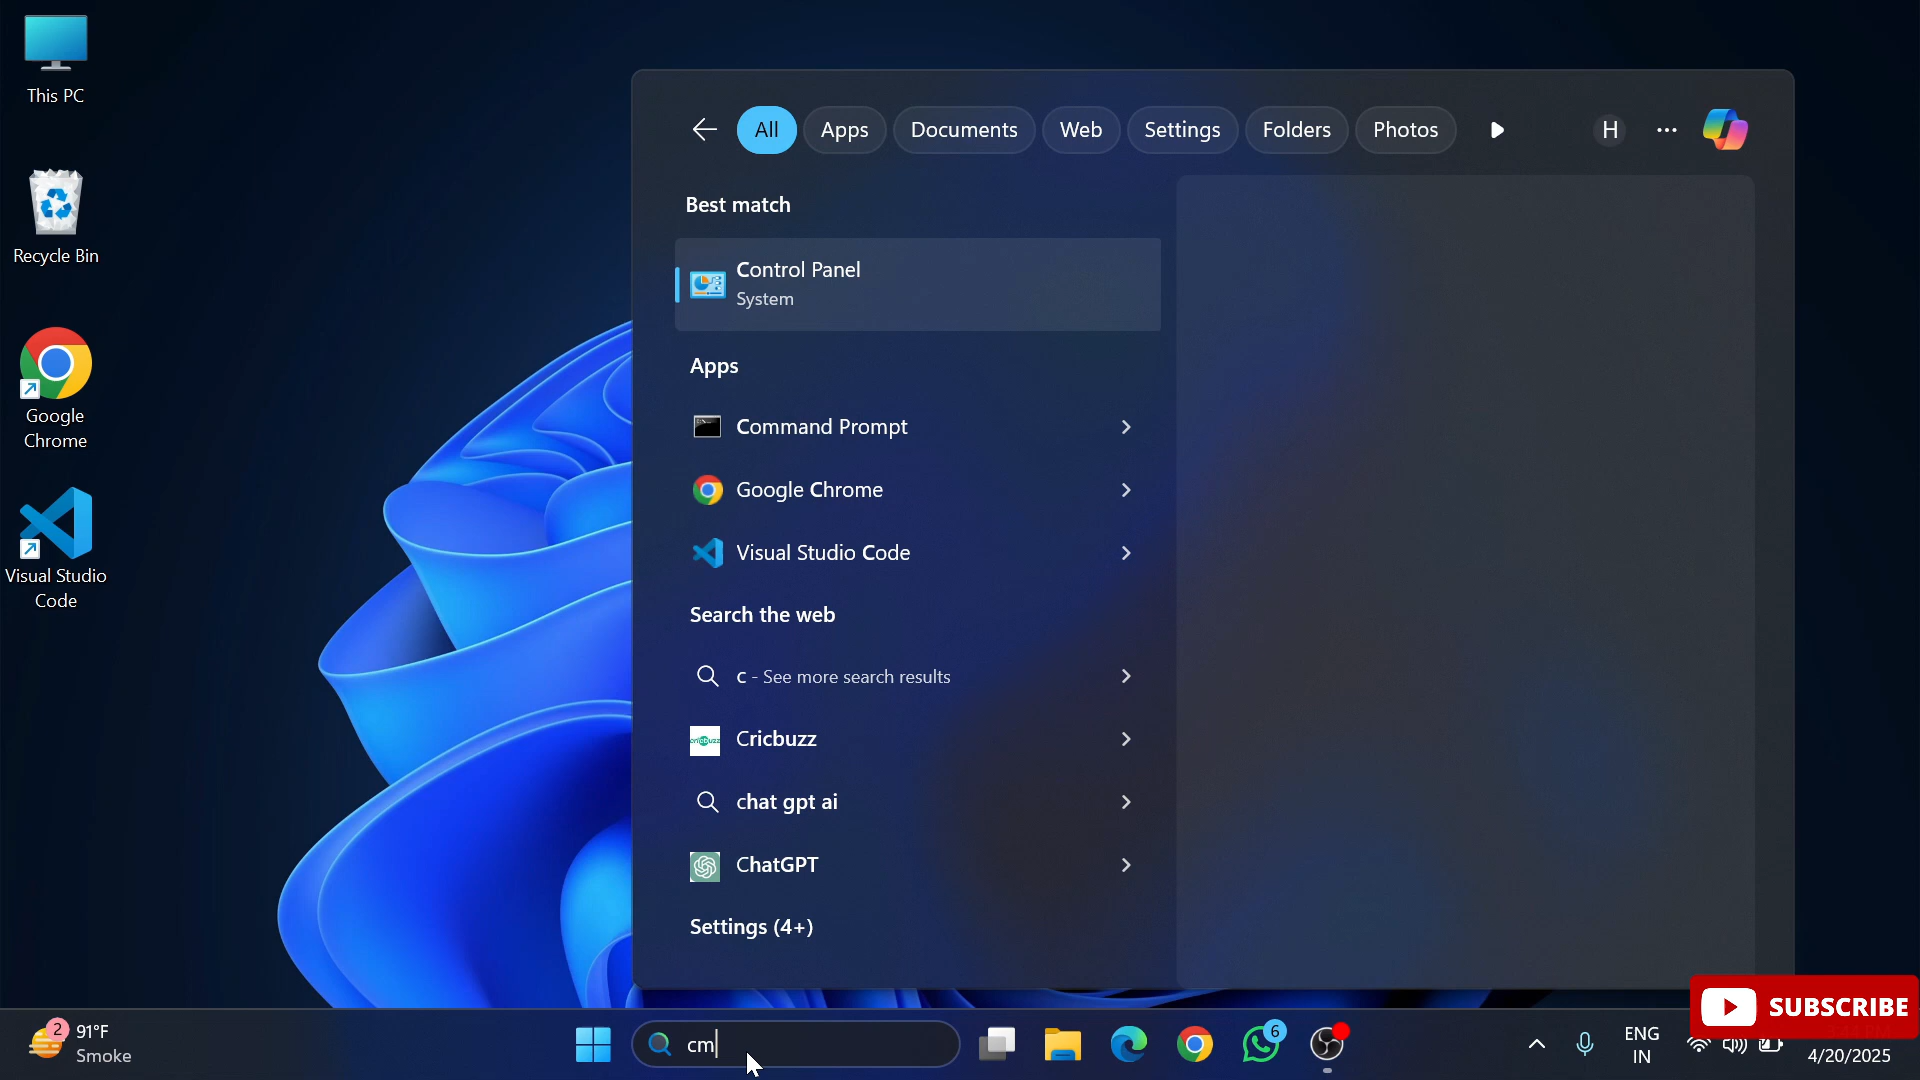 This PC
Recycle Bin
Google
Chrome
Visual Studio
Code
All
Apps
Documents
Web
Settings
Folders
Photos
H
Best match
Control Panel
System
Apps
Command Prompt
Google Chrome
Visual Studio Code
Search the web
c - See more search results
cricbuzz
Cricbuzz
chat gpt ai
ChatGPT
Settings (4+)
2
91°F
Smoke
cm
6
ENG
IN
4/20/2025
SUBSCRIBE